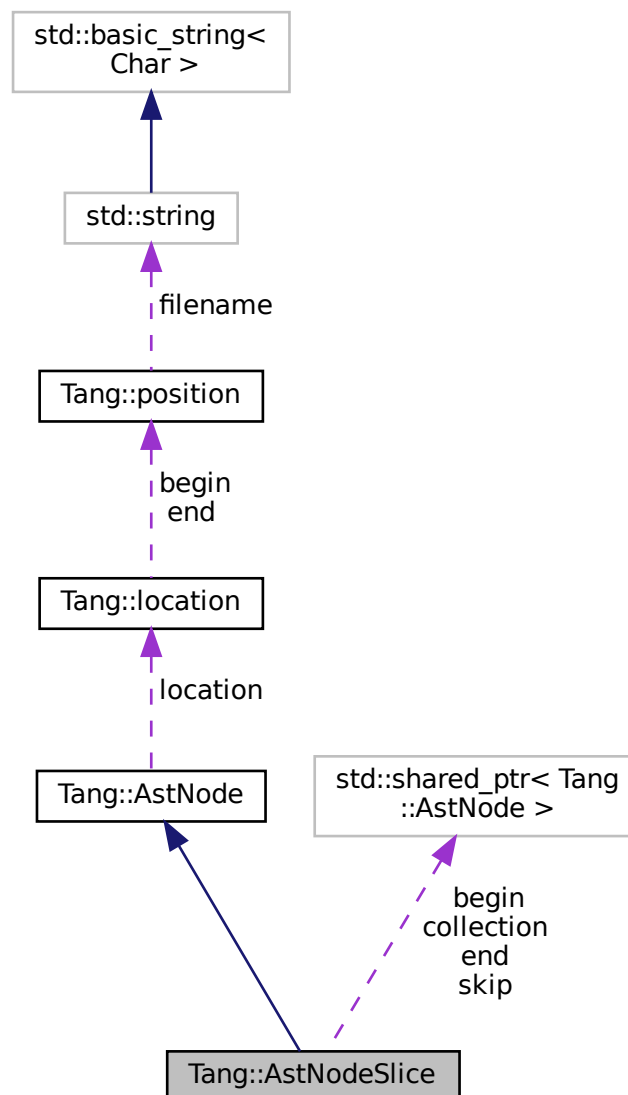 std::basic_string<
Char >
std::string
filename
Tang::position
begin
end
Tang::location
location
Tang::AstNode
std::shared_ptr< Tang
::AstNode >
begin
collection
end
skip
Tang::AstNodeSlice